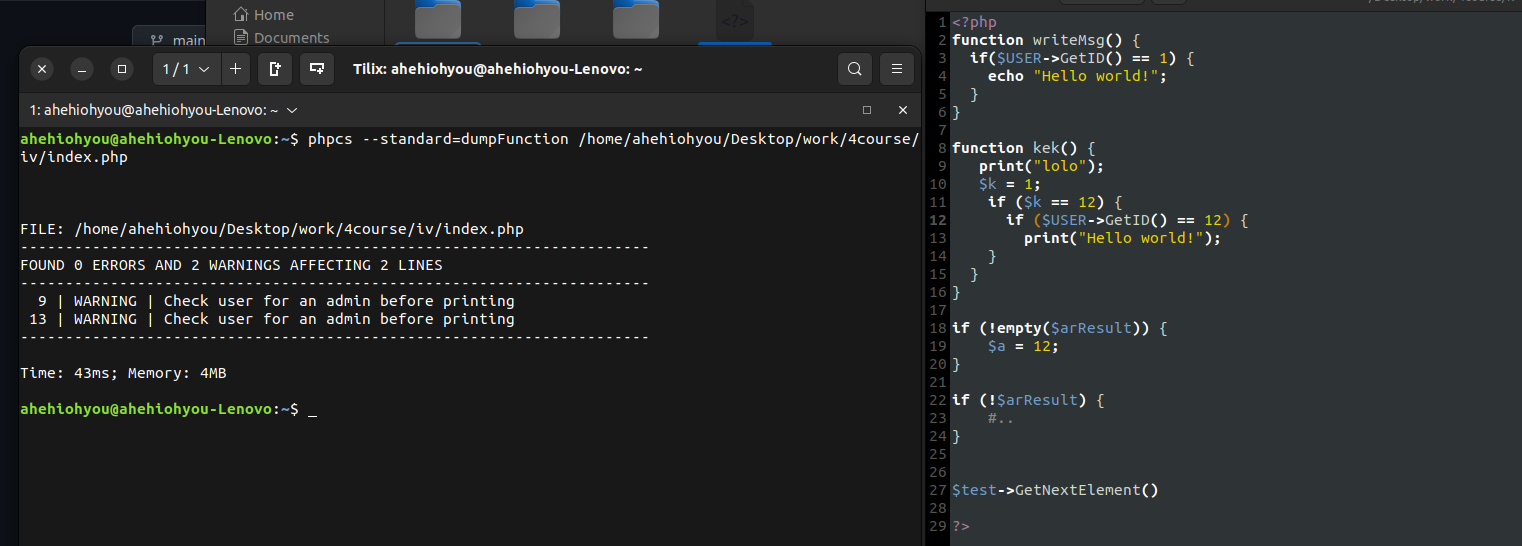 main
Home
Documents
<?>
1 / 1
Tilix: ahehiohyou@ahehiohyou-Lenovo: ~
1: ahehiohyou@ahehiohyou-Lenovo: ~
ahehiohyou@ahehiohyou-Lenovo:~$ phpcs --standard=dumpFunction /home/ahehiohyou/Desktop/work/4course/
iv/index.php
FILE: /home/ahehiohyou/Desktop/work/4course/iv/index.php
----------------------------------------------------------------------
FOUND 0 ERRORS AND 2 WARNINGS AFFECTING 2 LINES
----------------------------------------------------------------------
  9 | WARNING | Check user for an admin before printing
 13 | WARNING | Check user for an admin before printing
----------------------------------------------------------------------
Time: 43ms; Memory: 4MB
ahehiohyou@ahehiohyou-Lenovo:~$ _
1 <?php
2 function writeMsg() {
3   if($USER->GetID() == 1) {
4     echo "Hello world!";
5   }
6 }
7
8 function kek() {
9    print("lolo");
10    $k = 1;
11     if ($k == 12) {
12       if ($USER->GetID() == 12) {
13         print("Hello world!");
14     }
15   }
16 }
17
18 if (!empty($arResult)) {
19     $a = 12;
20 }
21
22 if (!$arResult) {
23     #..
24 }
25
26
27 $test->GetNextElement()
28
29 ?>